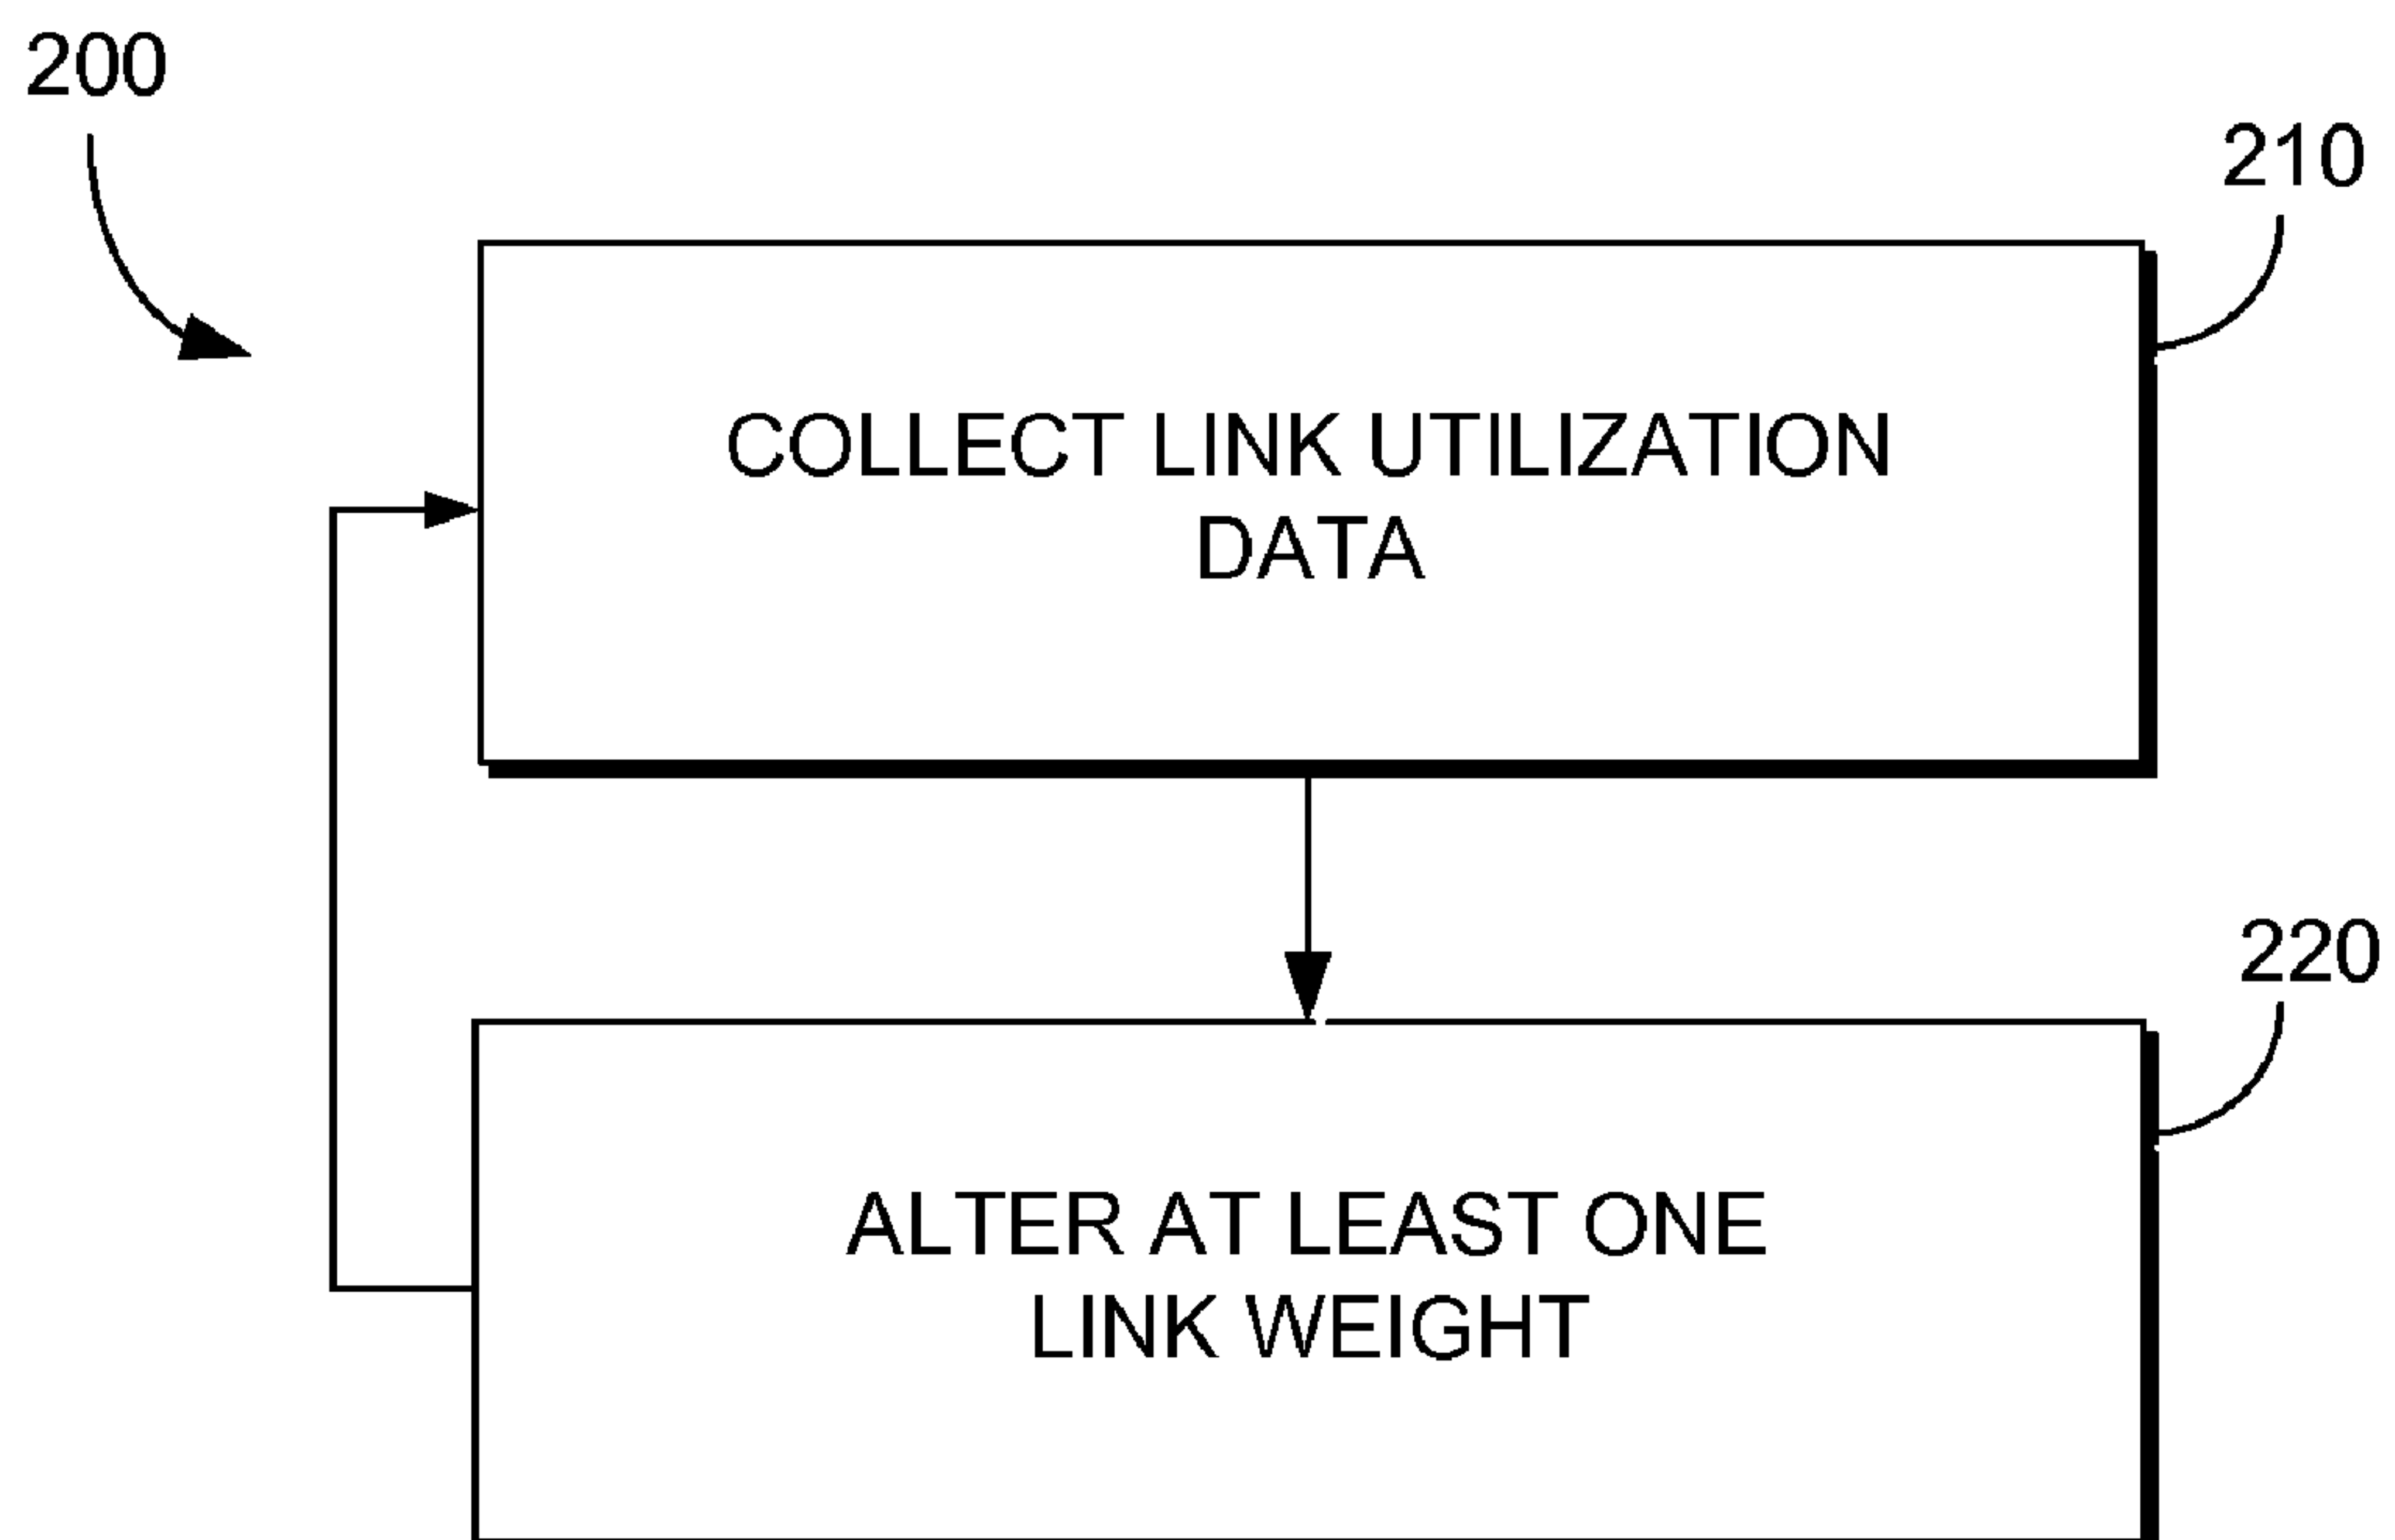 200
210
COLLECT LINK UTILIZATION
DATA
220
ALTER AT LEAST ONE
LINK WEIGHT